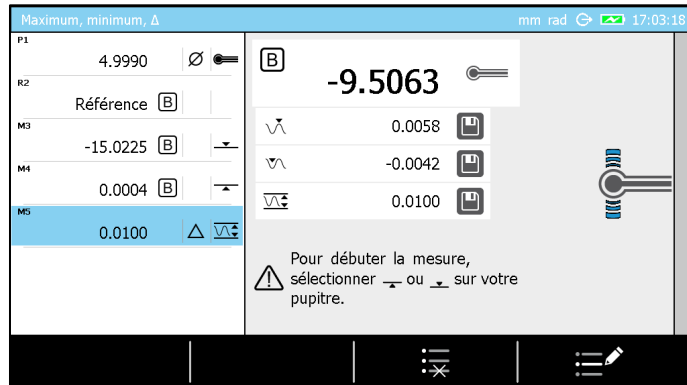 Maximum, minimum, Δ
mm rad 17:03:18
P1
4.9990 Ø
R2
Référence B
M3
-15.0225 B
M4
0.0004 B
M5
0.0100 Δ
B
-9.5063
0.0058
-0.0042
0.0100
Pour débuter la mesure,
sélectionner ou sur votre
pupitre.